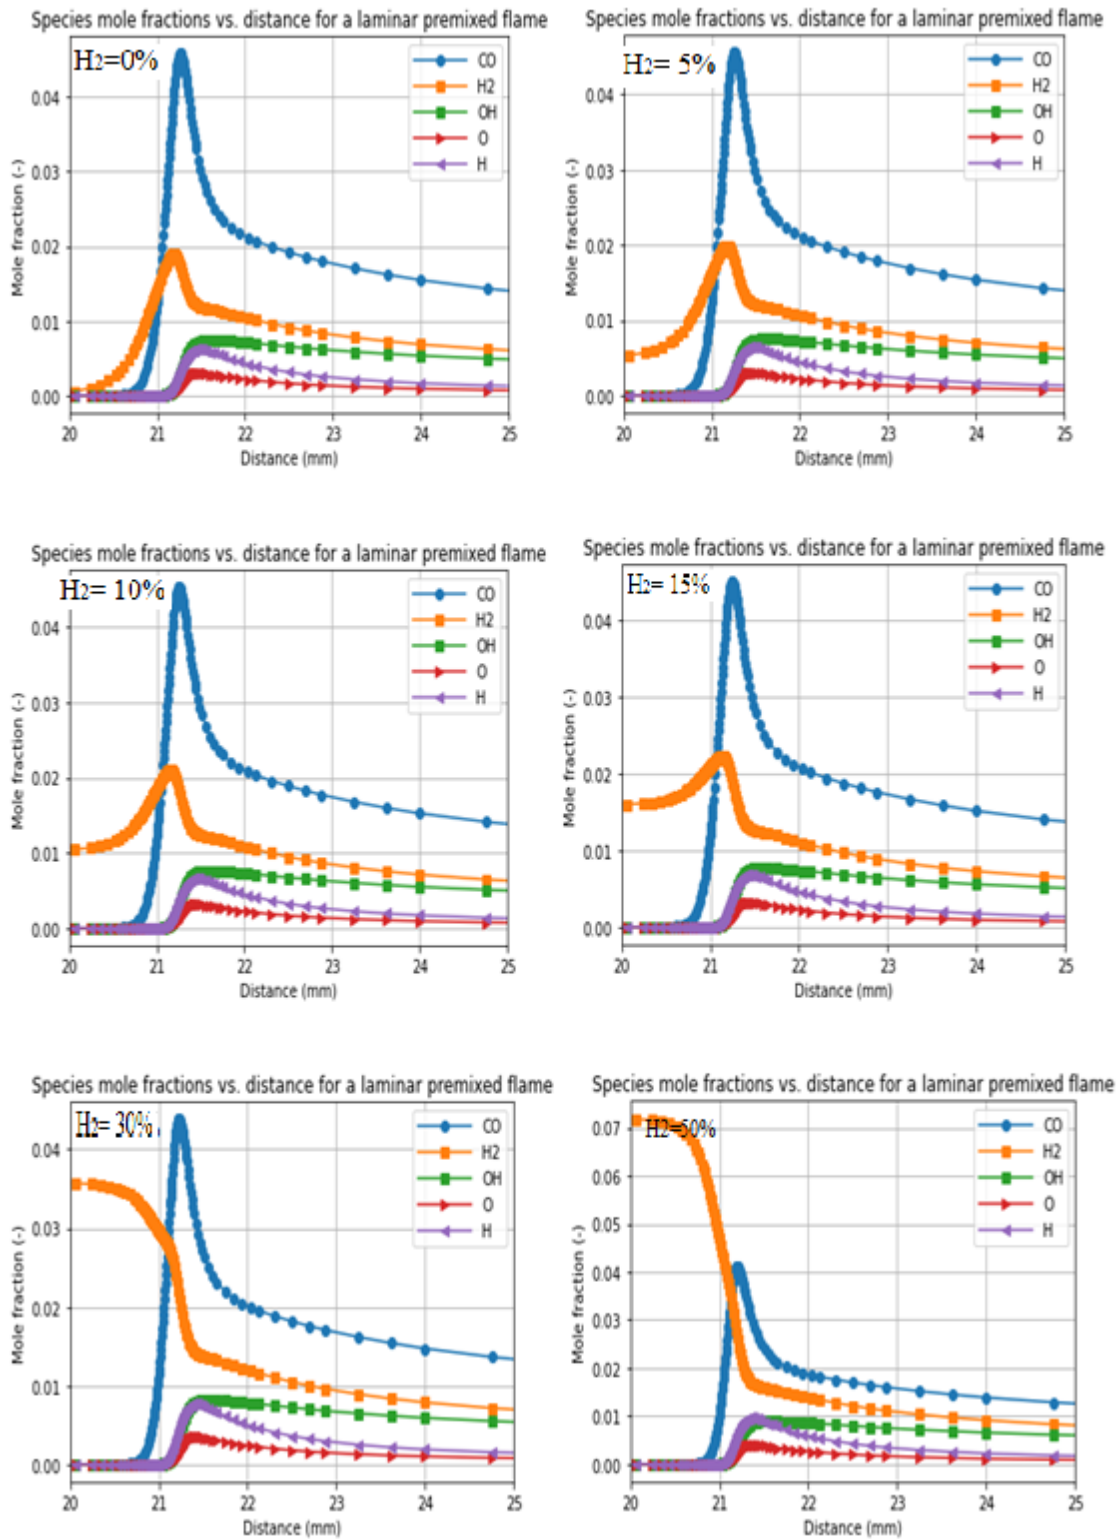 Species mole fractions vs. distance for a laminar premixed flame
H2=0%
CO
H2
OH
O
H
0.04
0.03
0.02
0.01
0.00
Mole fraction (-)
20 21 22 23 24 25
Distance (mm)
Species mole fractions vs. distance for a laminar premixed flame
H2= 5%
CO
H2
OH
O
H
0.04
0.03
0.02
0.01
0.00
Mole fraction (-)
20 21 22 23 24 25
Distance (mm)
Species mole fractions vs. distance for a laminar premixed flame
H2= 10%
CO
H2
OH
O
H
0.04
0.03
0.02
0.01
0.00
Mole fraction (-)
20 21 22 23 24 25
Distance (mm)
Species mole fractions vs. distance for a laminar premixed flame
H2= 15%
CO
H2
OH
O
H
0.04
0.03
0.02
0.01
0.00
Mole fraction (-)
20 21 22 23 24 25
Distance (mm)
Species mole fractions vs. distance for a laminar premixed flame
H2= 30%
CO
H2
OH
O
H
0.04
0.03
0.02
0.01
0.00
Mole fraction (-)
20 21 22 23 24 25
Distance (mm)
Species mole fractions vs. distance for a laminar premixed flame
H2=50%
CO
H2
OH
O
H
0.07
0.06
0.05
0.04
0.03
0.02
0.01
0.00
Mole fraction (-)
20 21 22 23 24 25
Distance (mm)